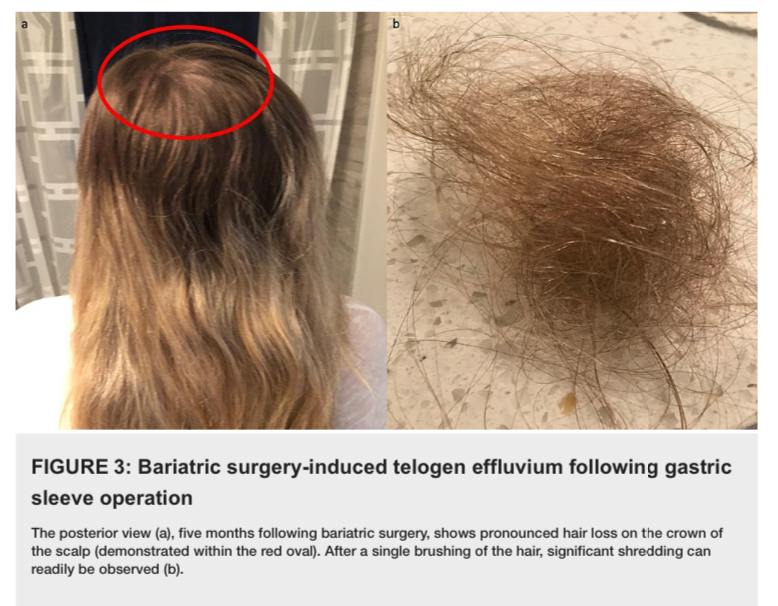 a
b
FIGURE 3: Bariatric surgery-induced telogen effluvium following gastric
sleeve operation
The posterior view (a), five months following bariatric surgery, shows pronounced hair loss on the crown of
the scalp (demonstrated within the red oval). After a single brushing of the hair, significant shredding can
readily be observed (b).